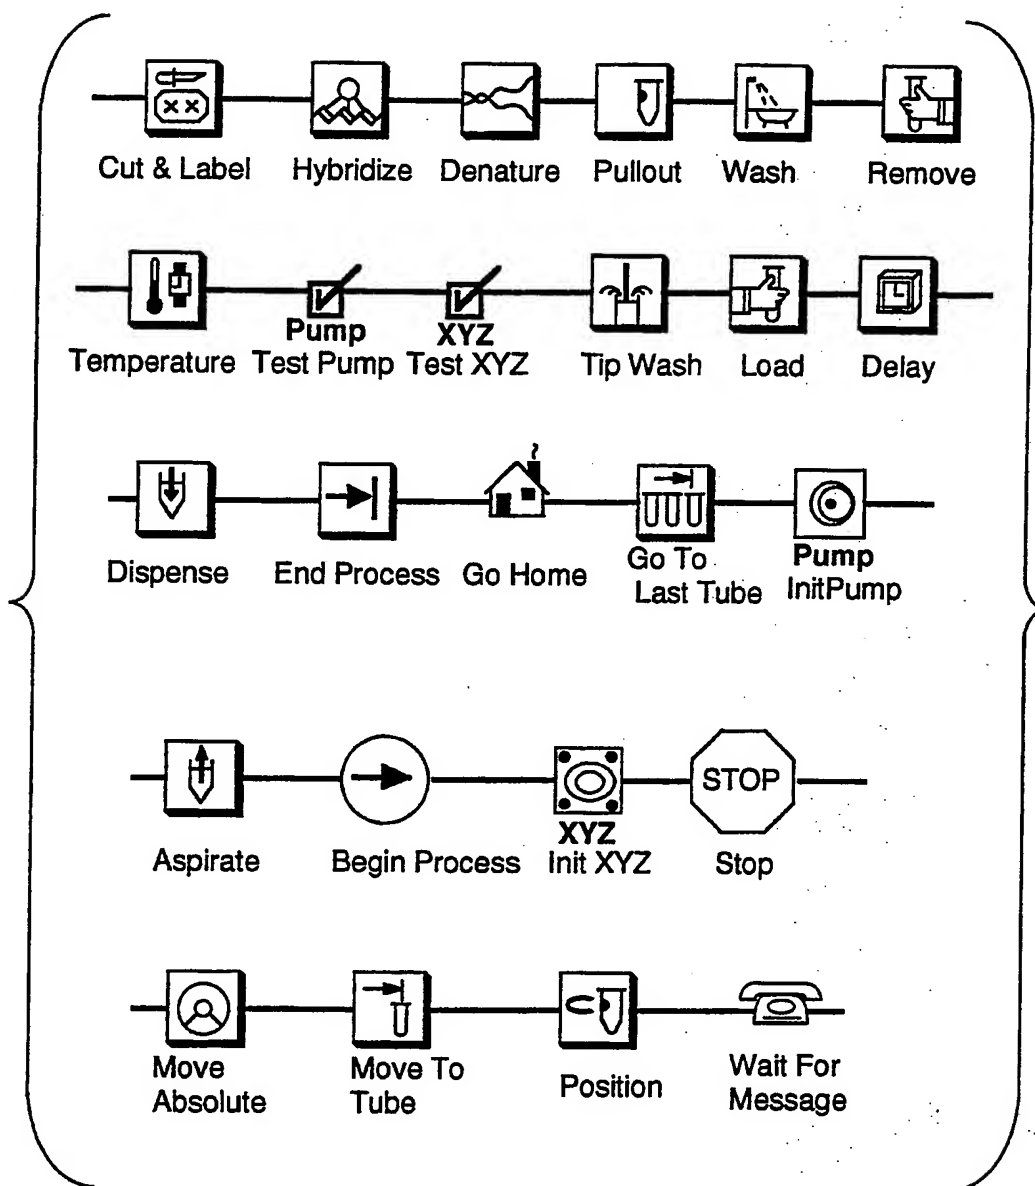 Cut & Label Hybridize Denature Pullout Wash Remove
Pump XYZ
Temperature Test Pump Test XYZ Tip Wash Load Delay
Pump
Dispense End Process Go Home Go To Last Tube InitPump
STOP
XYZ
Aspirate Begin Process Init XYZ Stop
Move Absolute Move To Tube Position Wait For Message